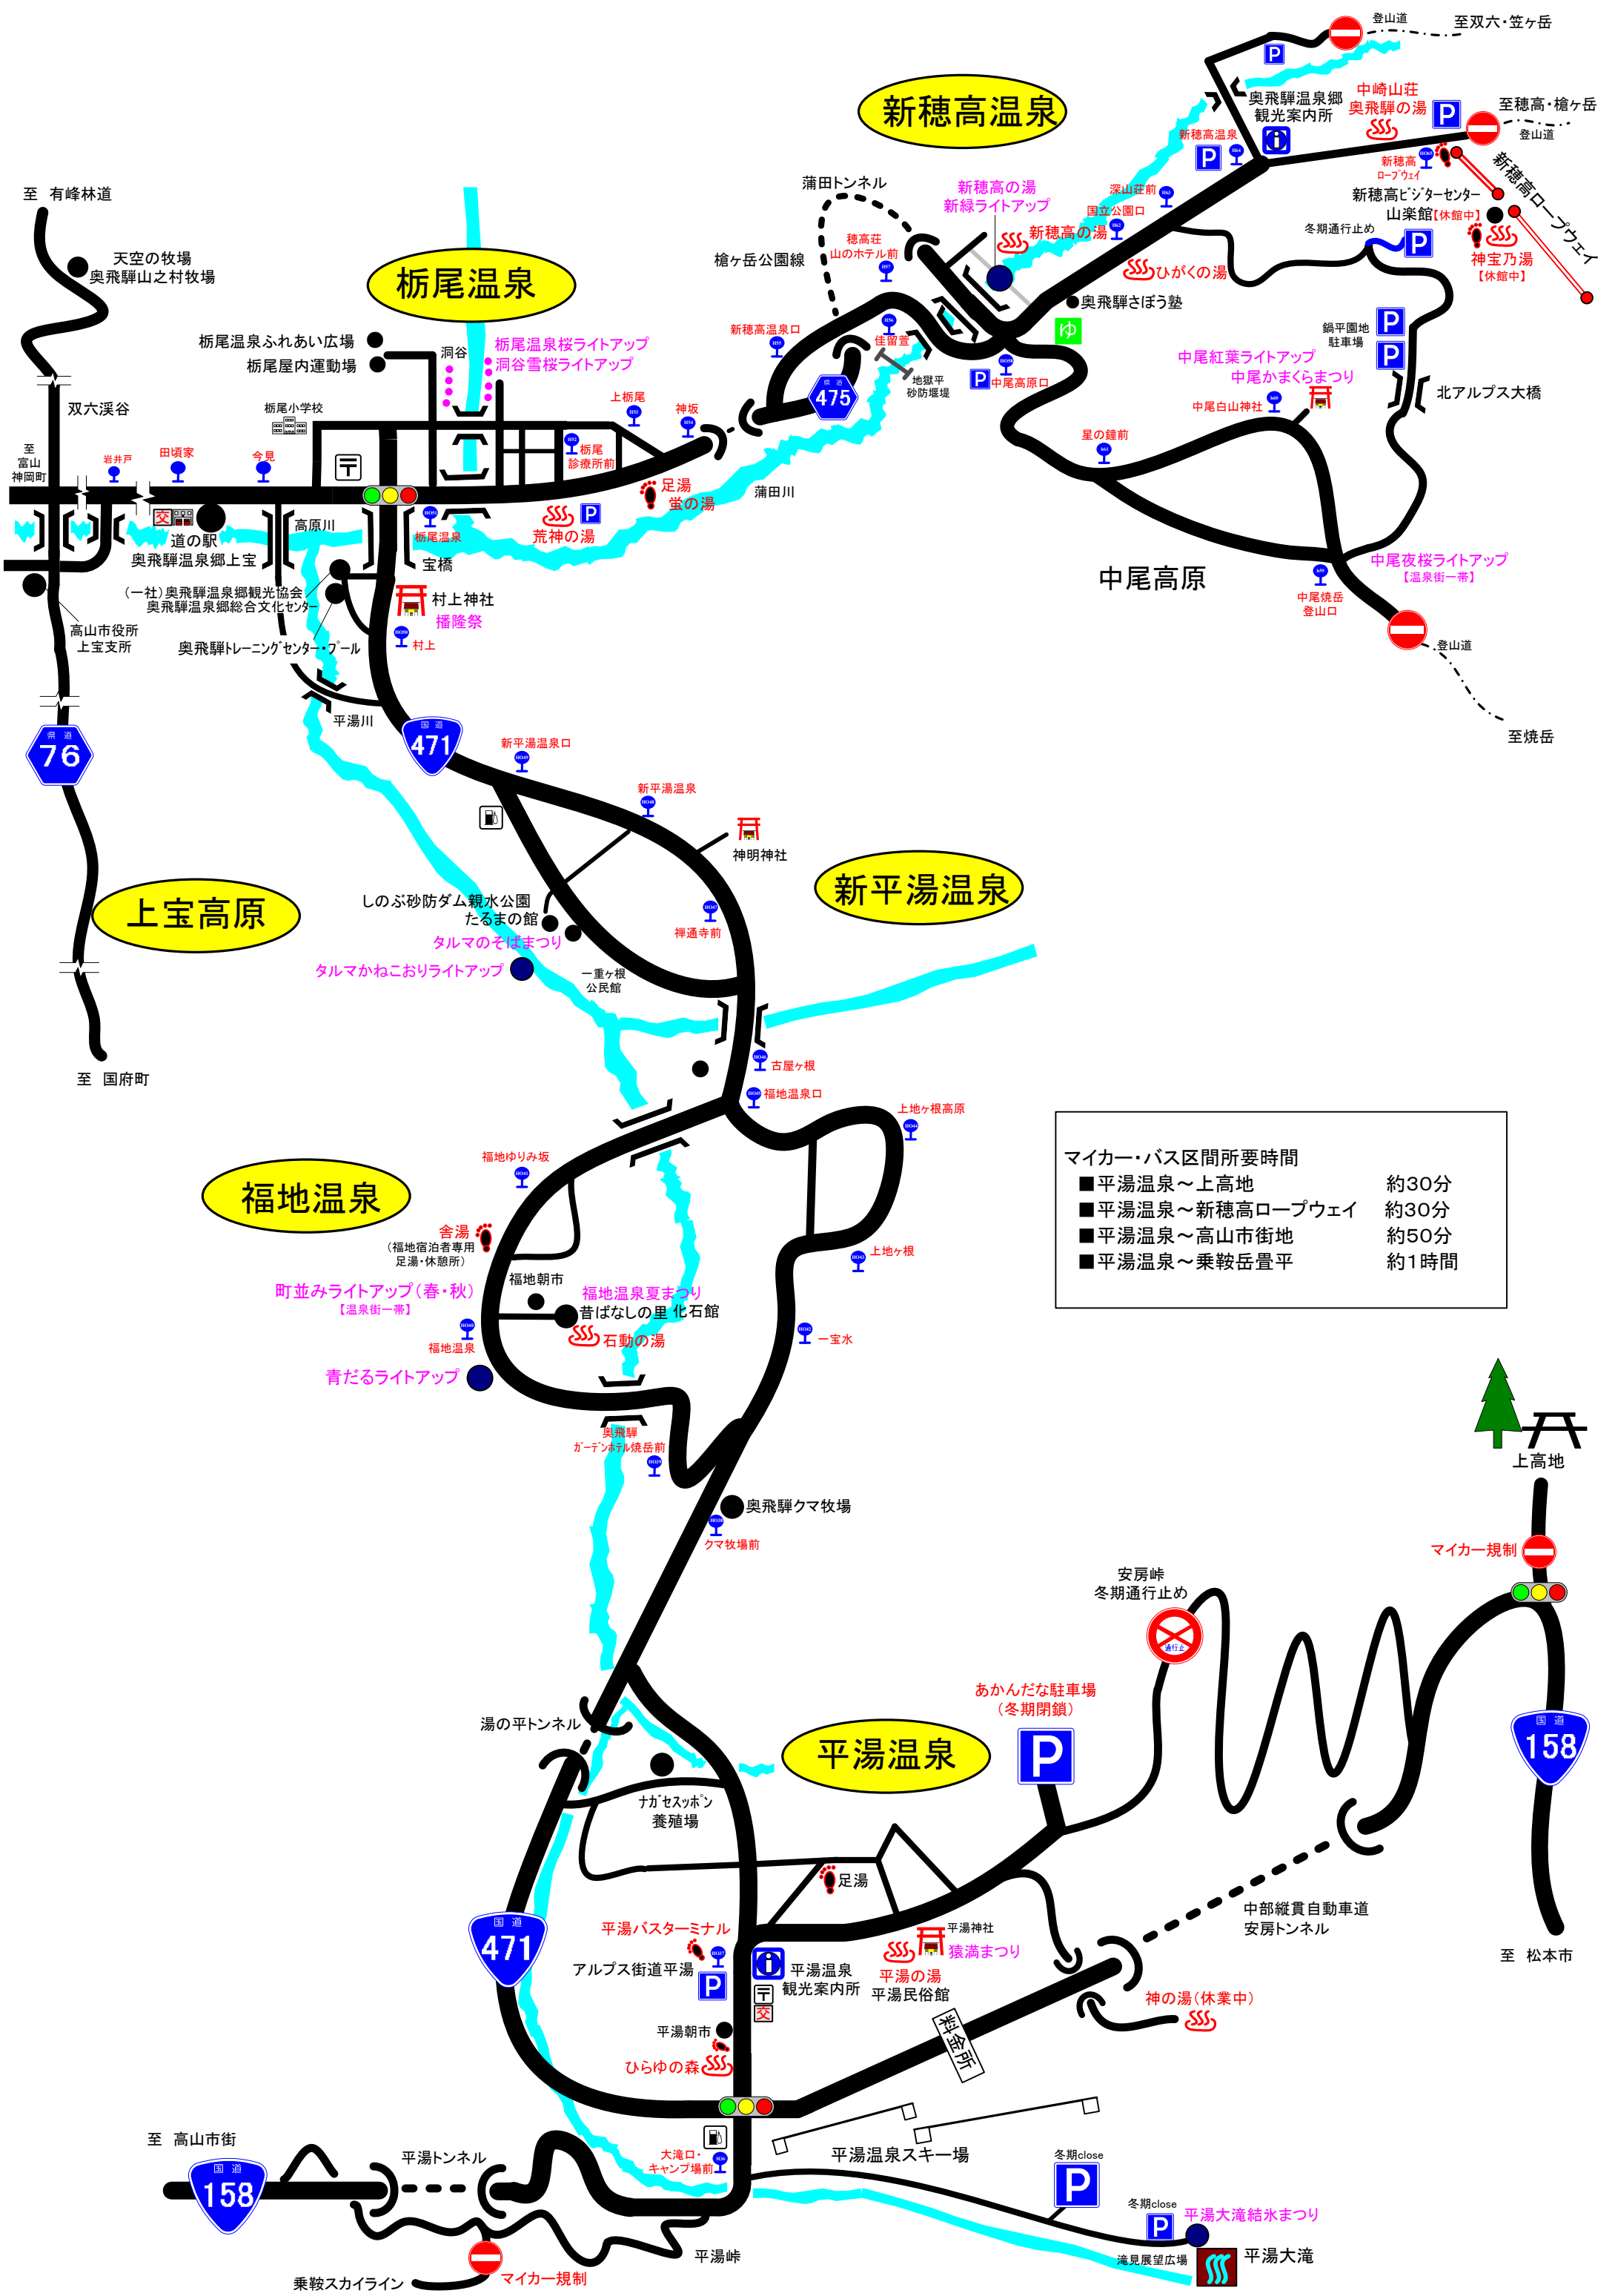 登山道
至双六・笠ヶ岳
新穂高温泉
奥飛騨温泉郷
観光案内所
中崎山荘
奥飛騨の湯
至穂高・槍ヶ岳
登山道
新穂高温泉
新穂高
ロープウェイ
新穂高ロープウェイ
新穂高ビジターセンター
山楽館【休館中】
神宝乃湯
【休館中】
冬期通行止め
蒲田トンネル
新穂高の湯
新緑ライトアップ
深山荘前
国立公園口
新穂高の湯
ひがくの湯
穂高荘
山のホテル前
槍ヶ岳公園線
奥飛騨さぼう塾
ゆ
新穂高温泉口
佳留萱
地獄平
砂防堰堤
中尾高原口
県道
475
鍋平園地
駐車場
北アルプス大橋
中尾紅葉ライトアップ
中尾かまくらまつり
中尾白山神社
星の鐘前
中尾高原
中尾夜桜ライトアップ
【温泉街一帯】
中尾焼岳
登山口
登山道
至焼岳
至 有峰林道
天空の牧場
奥飛騨山之村牧場
栃尾温泉
栃尾温泉ふれあい広場
栃尾屋内運動場
洞谷
栃尾温泉桜ライトアップ
洞谷雪桜ライトアップ
双六渓谷
栃尾小学校
上栃尾
神坂
栃尾
診療所前
至
富山
神岡町
岩井戸
田頃家
今見
足湯
蛍の湯
蒲田川
荒神の湯
栃尾温泉
宝橋
高原川
交
道の駅
奥飛騨温泉郷上宝
(一社)奥飛騨温泉郷観光協会
奥飛騨温泉郷総合文化センター
奥飛騨トレーニングセンター・プール
高山市役所
上宝支所
村上神社
播隆祭
村上
平湯川
県道
76
国道
471
新平湯温泉口
新平湯温泉
神明神社
新平湯温泉
上宝高原
しのぶ砂防ダム親水公園
たるまの館
タルマのそばまつり
タルマかねこおりライトアップ
禅通寺前
一重ヶ根
公民館
至 国府町
古屋ヶ根
福地温泉口
上地ヶ根高原
福地ゆりみ坂
福地温泉
舎湯
(福地宿泊者専用
足湯・休憩所)
上地ヶ根
福地朝市
町並みライトアップ(春・秋)
【温泉街一帯】
福地温泉夏まつり
昔ばなしの里 化石館
石動の湯
福地温泉
一宝水
青だるライトアップ
奥飛騨
ガーデンホテル焼岳前
奥飛騨クマ牧場
クマ牧場前
マイカー・バス区間所要時間
■平湯温泉~上高地 約30分
■平湯温泉~新穂高ロープウェイ 約30分
■平湯温泉~高山市街地 約50分
■平湯温泉~乗鞍岳畳平 約1時間
上高地
マイカー規制
安房峠
冬期通行止め
通行止
あかんだな駐車場
(冬期閉鎖)
湯の平トンネル
平湯温泉
国道
158
ナガセスッポン
養殖場
足湯
中部縦貫自動車道
安房トンネル
至 松本市
国道
471
平湯バスターミナル
アルプス街道平湯
平湯温泉
観光案内所
交
平湯神社
猿満まつり
平湯の湯
平湯民俗館
神の湯(休業中)
料金所
平湯朝市
ひらゆの森
大滝口・
キャンプ場前
平湯温泉スキー場
至 高山市街
平湯トンネル
国道
158
冬期close
冬期close
平湯大滝結氷まつり
滝見展望広場
平湯大滝
平湯峠
乗鞍スカイライン
マイカー規制